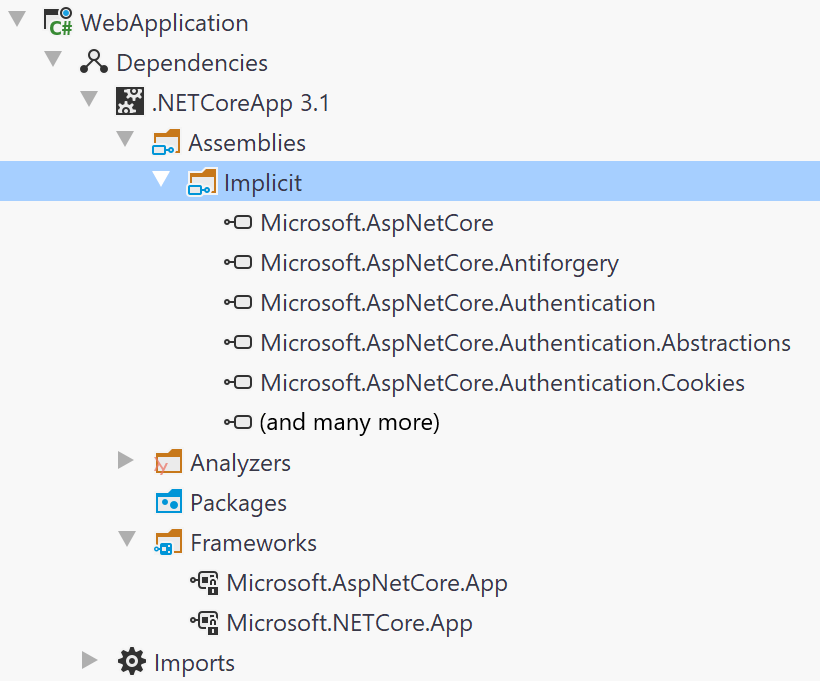 C#
WebApplication
Dependencies
.NETCoreApp 3.1
Assemblies
Implicit
Microsoft.AspNetCore
Microsoft.AspNetCore.Antiforgery
Microsoft.AspNetCore.Authentication
Microsoft.AspNetCore.Authentication.Abstractions
Microsoft.AspNetCore.Authentication.Cookies
(and many more)
Analyzers
Packages
Frameworks
Microsoft.AspNetCore.App
Microsoft.NETCore.App
Imports